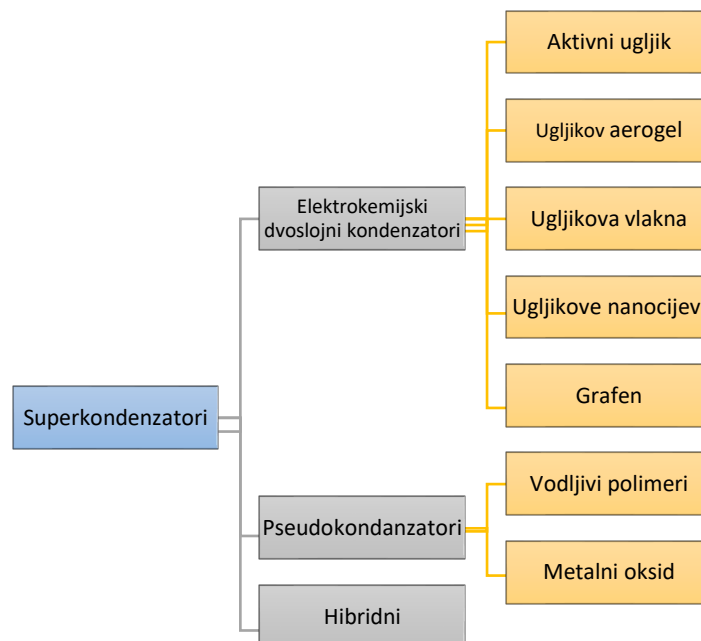 Aktivni ugljik
Ugljikov aerogel
Elektrokemijski
dvoslojni kondenzatori
Ugljikova vlakna
Ugljikove nanocijev
Grafen
Superkondenzatori
Vodljivi polimeri
Pseudokondanzatori
Metalni oksid
Hibridni